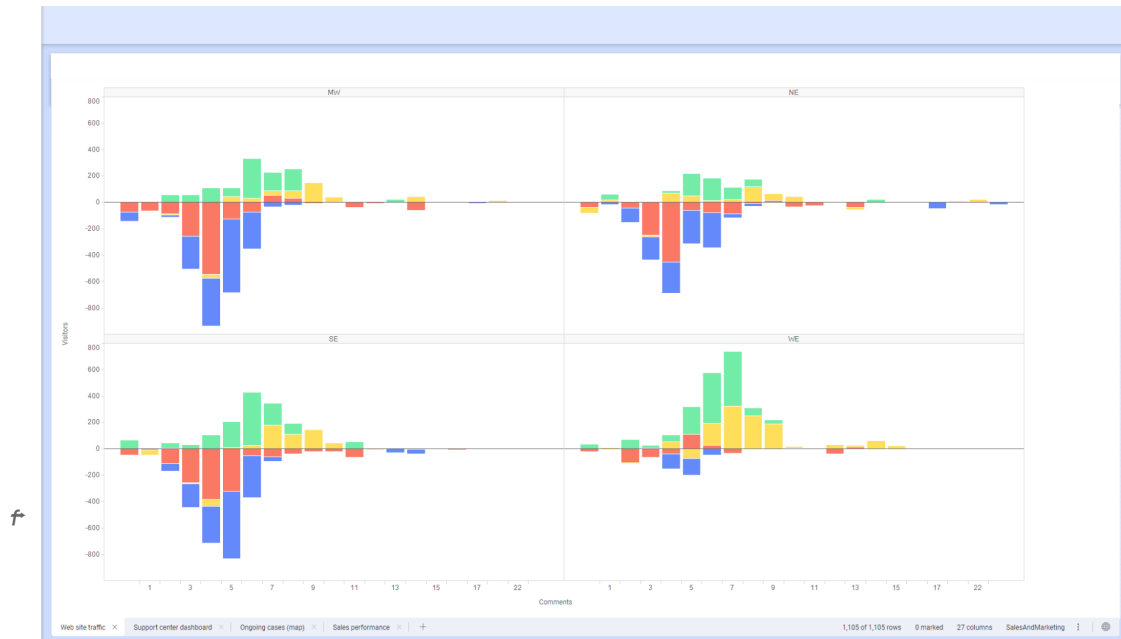 MW
NE
800
600
400
200
0
-200
-400
-600
-800
SE
WE
800
600
400
200
0
-200
-400
-600
-800
Visitors
1 3 5 7 9 11 13 15 17 22
1 3 5 7 9 11 13 15 17 22
Comments
Web site traffic × Support center dashboard × Ongoing cases (map) × Sales performance × + 1,105 of 1,105 rows 0 marked 27 columns SalesAndMarketing